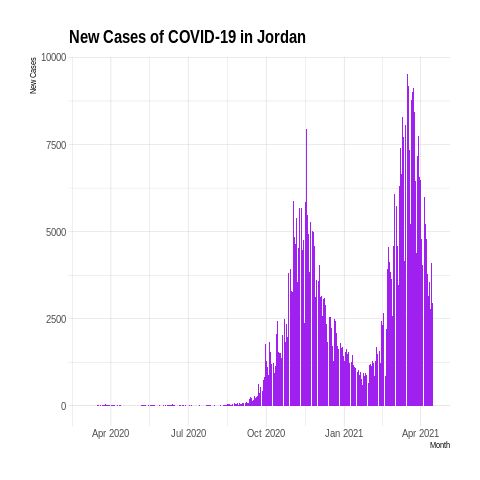 New Cases of COVID-19 in Jordan
New Cases
10000
7500
5000
2500
0
Apr 2020
Jul 2020
Oct 2020
Jan 2021
Apr 2021
Month